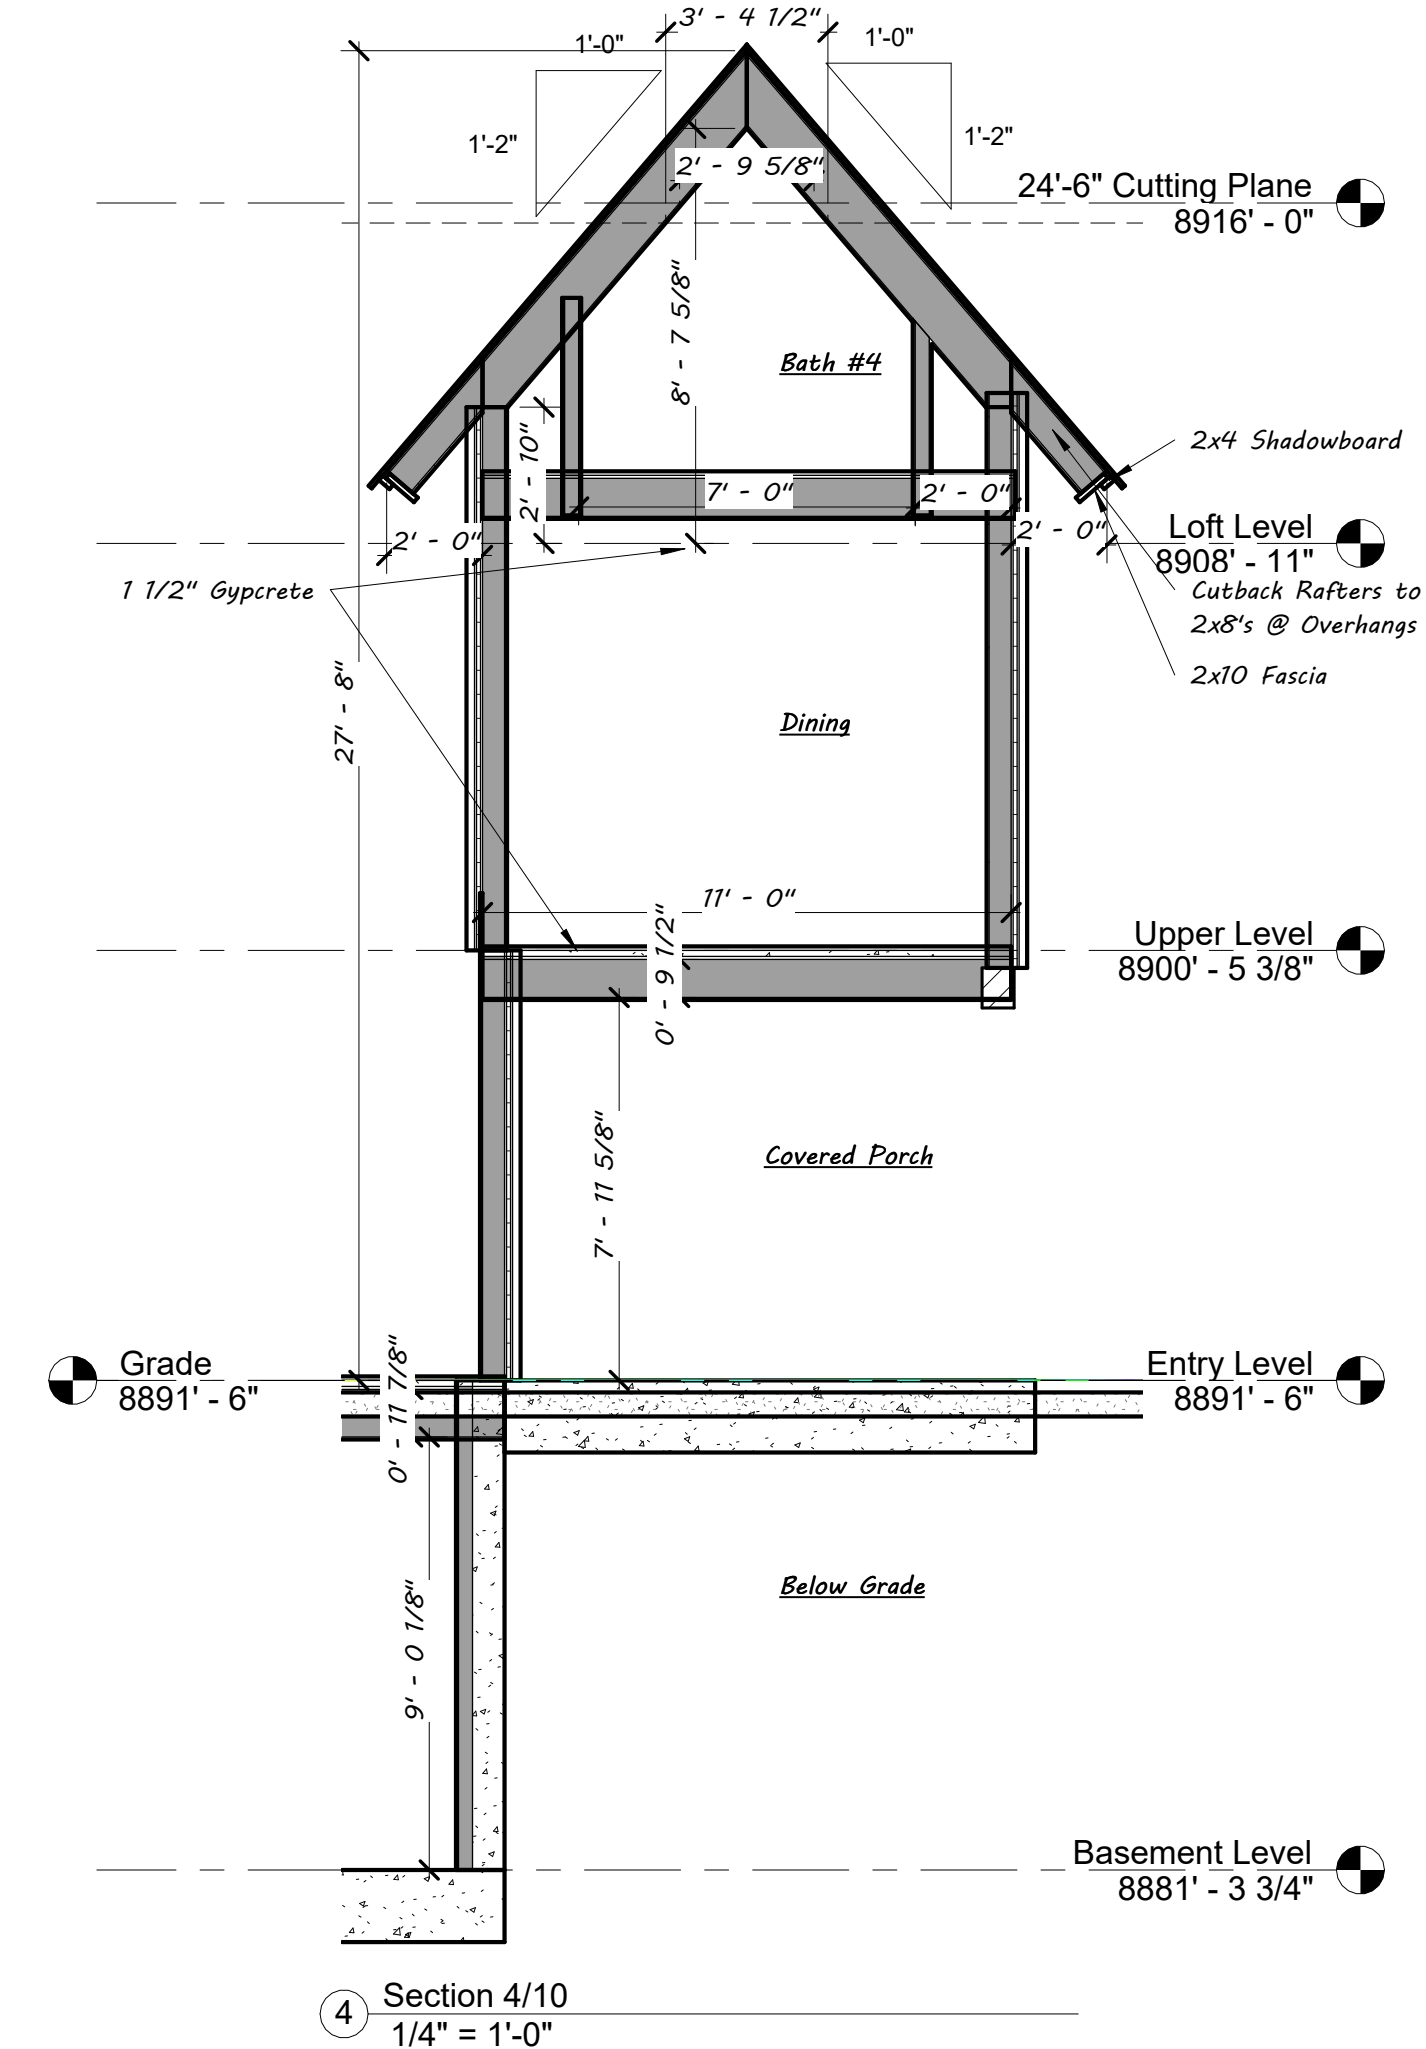 3' - 4 1/2"
1'-0"
1'-0"
1'-2"
1'-2"
2' - 9 5/8"
24'-6" Cutting Plane
8916' - 0"
8' - 7 5/8"
Bath #4
2' - 10"
2x4 Shadowboard
7' - 0"
2' - 0"
2' - 0"
2' - 0"
Loft Level
8908' - 11"
1 1/2" Gypcrete
Cutback Rafters to
2x8's @ Overhangs
2x10 Fascia
27' - 8"
Dining
11' - 0"
0' - 9 1/2"
Upper Level
8900' - 5 3/8"
7' - 11 5/8"
Covered Porch
Grade
8891' - 6"
0' - 11 7/8"
Entry Level
8891' - 6"
9' - 0 1/8"
Below Grade
Basement Level
8881' - 3 3/4"
4
Section 4/10
1/4" = 1'-0"